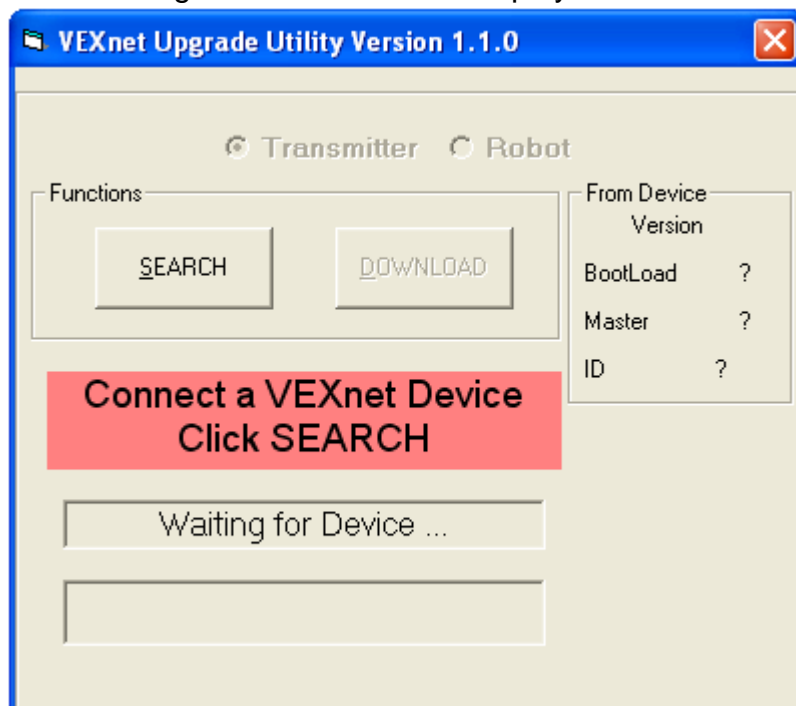 VEXnet Upgrade Utility Version 1.1.0
Transmitter Robot
Functions
SEARCH DOWNLOAD
From Device
Version
BootLoad ?
Master ?
ID ?
Connect a VEXnet Device
Click SEARCH
Waiting for Device ...